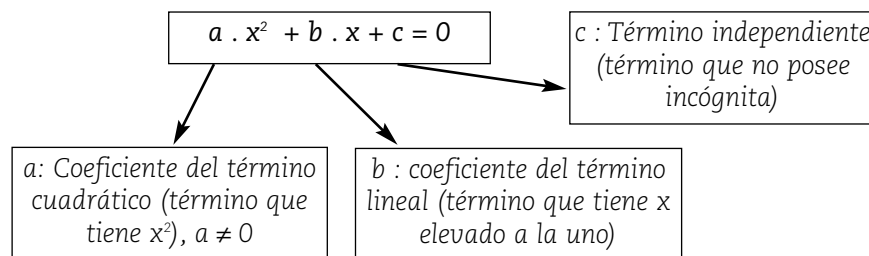 a . x² + b . x + c = 0
c : Término independiente
(término que no posee
incógnita)
a: Coeficiente del término
cuadrático (término que
tiene x²), a ≠ 0
b : coeficiente del término
lineal (término que tiene x
elevado a la uno)